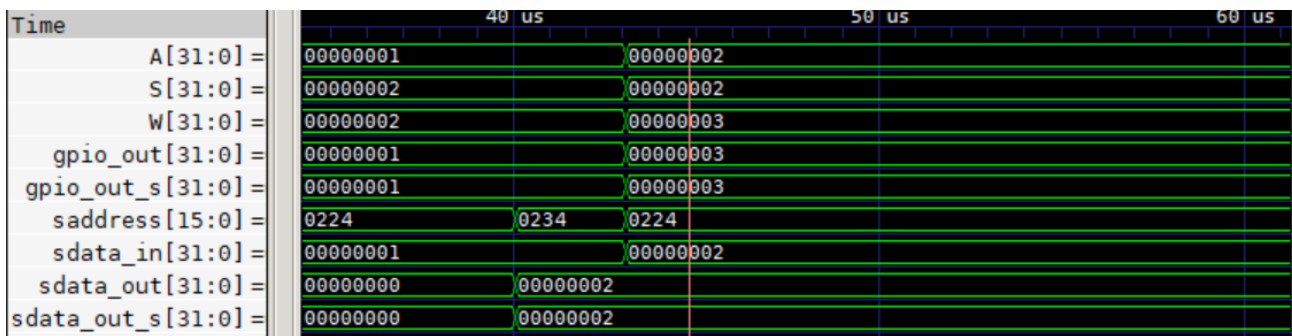 Time 40 us 50 us 60 us
A[31:0] = 00000001 00000002
S[31:0] = 00000002 00000002
W[31:0] = 00000002 00000003
gpio_out[31:0] = 00000001 00000003
gpio_out_s[31:0] = 00000001 00000003
saddress[15:0] = 0224 0234 0224
sdata_in[31:0] = 00000001 00000002
sdata_out[31:0] = 00000000 00000002
sdata_out_s[31:0] = 00000000 00000002